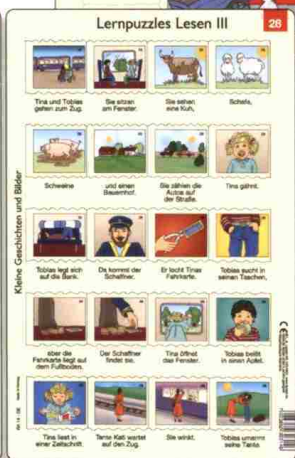 Lernpuzzles Lesen III
28
Tina und Tobias
gehen zum Zug.
Sie sitzen
am Fenster.
Sie sehen
eine Kuh,
Schafe,
Schweine
und einen
Bauernhof.
Sie zählen die
Autos auf
der Straße.
Tina gähnt.
Tobias legt sich
auf die Bank.
Da kommt der
Schaffner.
Er locht Tinas
Fahrkarte.
Tobias sucht in
seinen Taschen,
aber die
Fahrkarte liegt auf
dem Fußboden.
Der Schaffner
findet sie.
Tina öffnet
das Fenster.
Tobias beißt
in einen Apfel.
Tina liest in
einer Zeitschrift.
Tante Kati wartet
auf den Zug.
Sie winkt.
Tobias umarmt
seine Tante.
Kleine Geschichten und Bilder